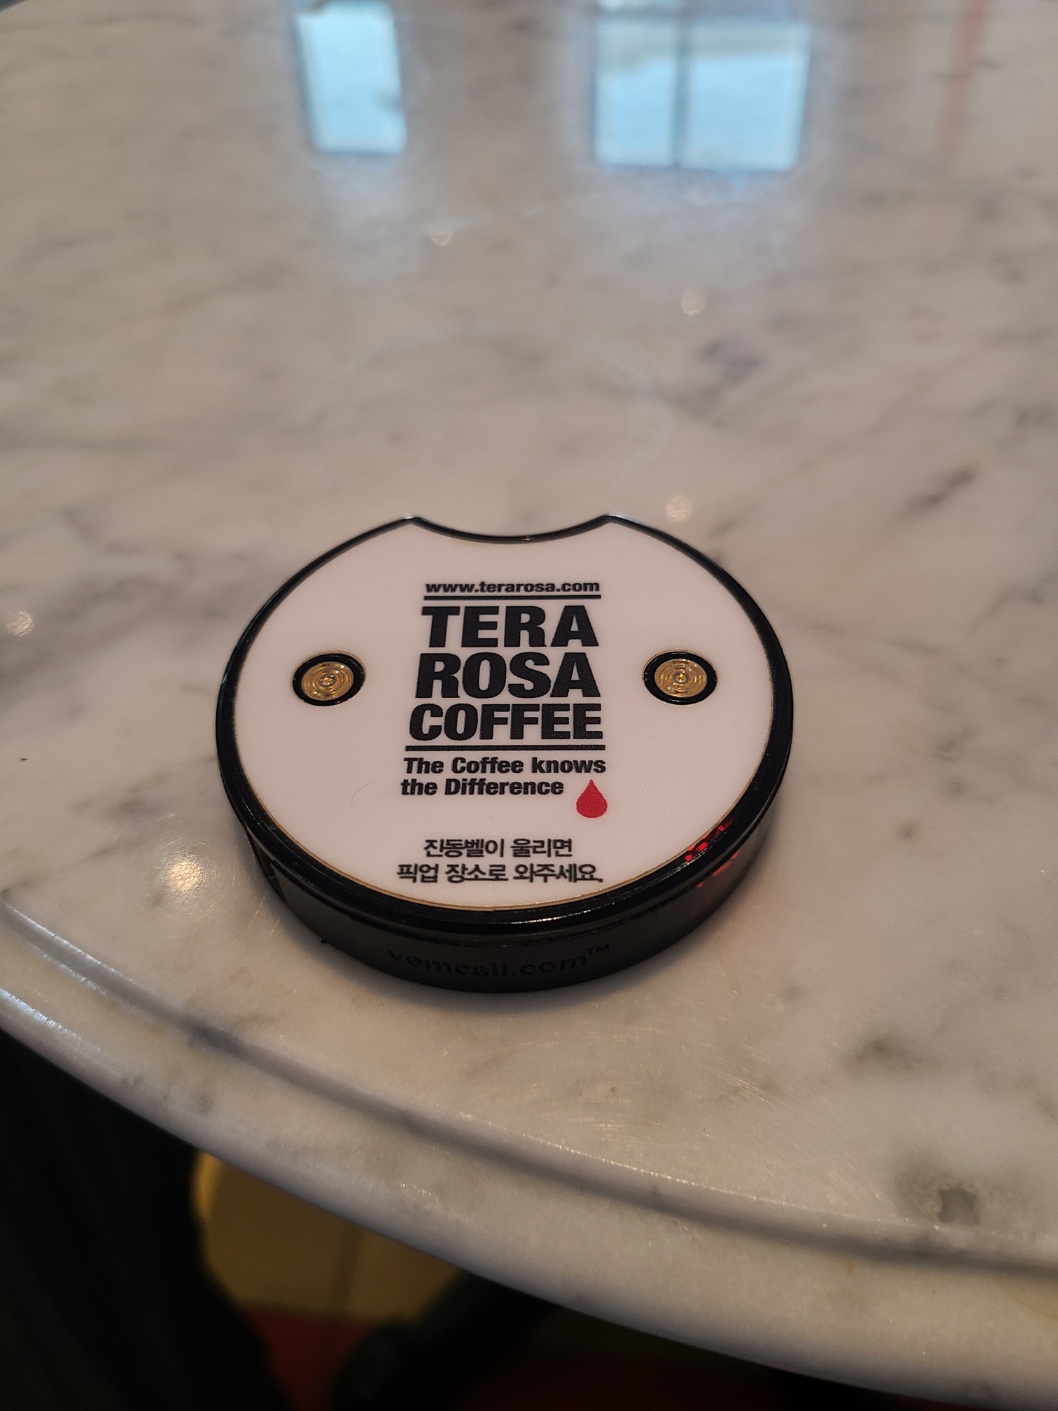 www.terarosa.com
TERA
ROSA
COFFEE
The Coffee knows
the Difference
진동벨이 울리면
픽업 장소로 와주세요.
yemcall.com™